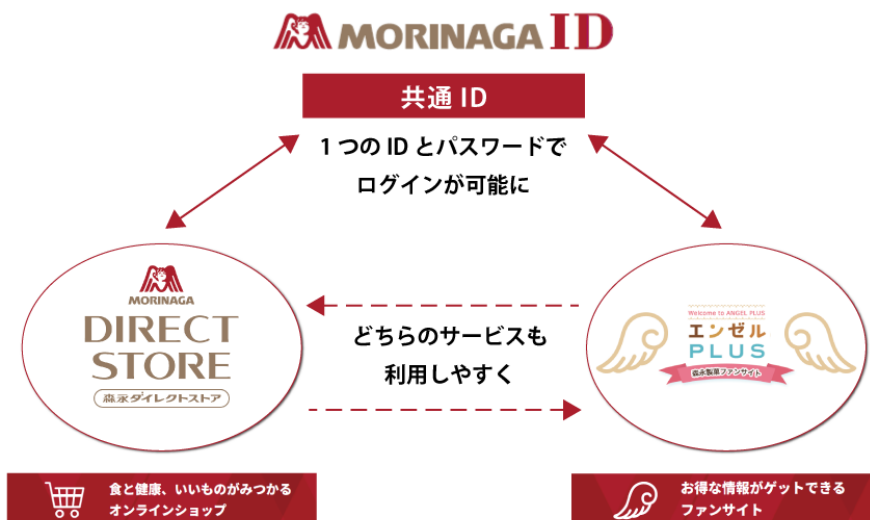 MORINAGA ID
共通 ID
1 つの ID とパスワードで
ログインが可能に
MORINAGA
DIRECT
STORE
森永ダイレクトストア
どちらのサービスも
利用しやすく
Welcome to ANGEL PLUS
エンゼル
PLUS
森永製菓ファンサイト
食と健康、いいものがみつかる
オンラインショップ
お得な情報がゲットできる
ファンサイト